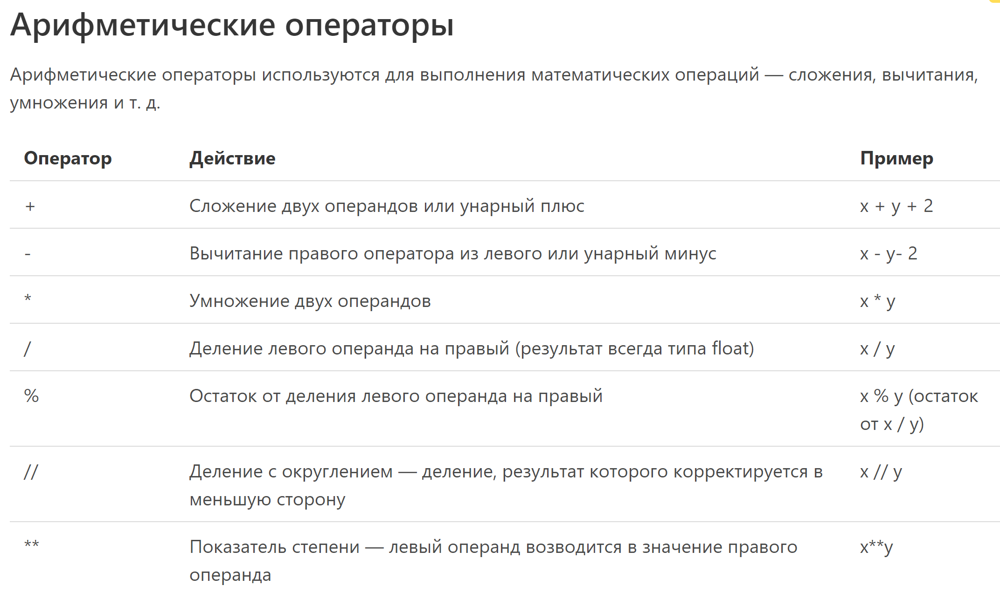 Арифметические операторы
Арифметические операторы используются для выполнения математических операций — сложения, вычитания,
умножения и т. д.
Оператор Действие Пример
+ Сложение двух операндов или унарный плюс x + y + 2
- Вычитание правого оператора из левого или унарный минус x - y- 2
* Умножение двух операндов x * y
/ Деление левого операнда на правый (результат всегда типа float) x / y
% Остаток от деления левого операнда на правый x % y (остаток
от x / y)
// Деление с округлением — деление, результат которого корректируется в x // y
меньшую сторону
** Показатель степени — левый операнд возводится в значение правого x**y
операнда